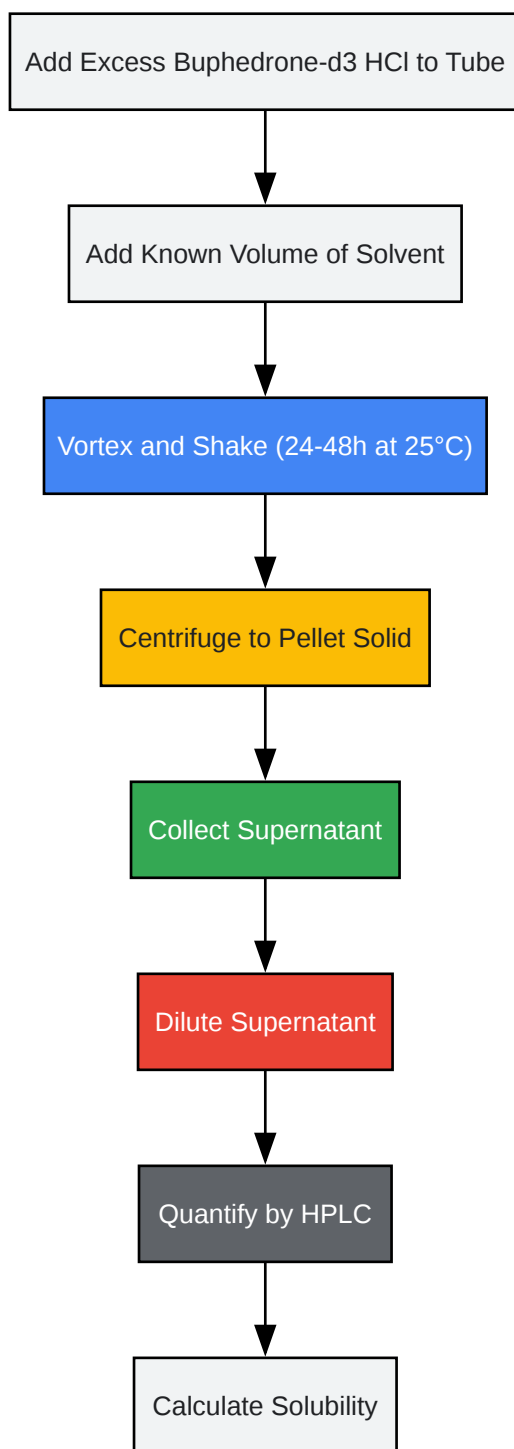 Add Excess Buphedrone-d3 HCl to Tube
Add Known Volume of Solvent
Vortex and Shake (24-48h at 25°C)
Centrifuge to Pellet Solid
Collect Supernatant
Dilute Supernatant
Quantify by HPLC
Calculate Solubility